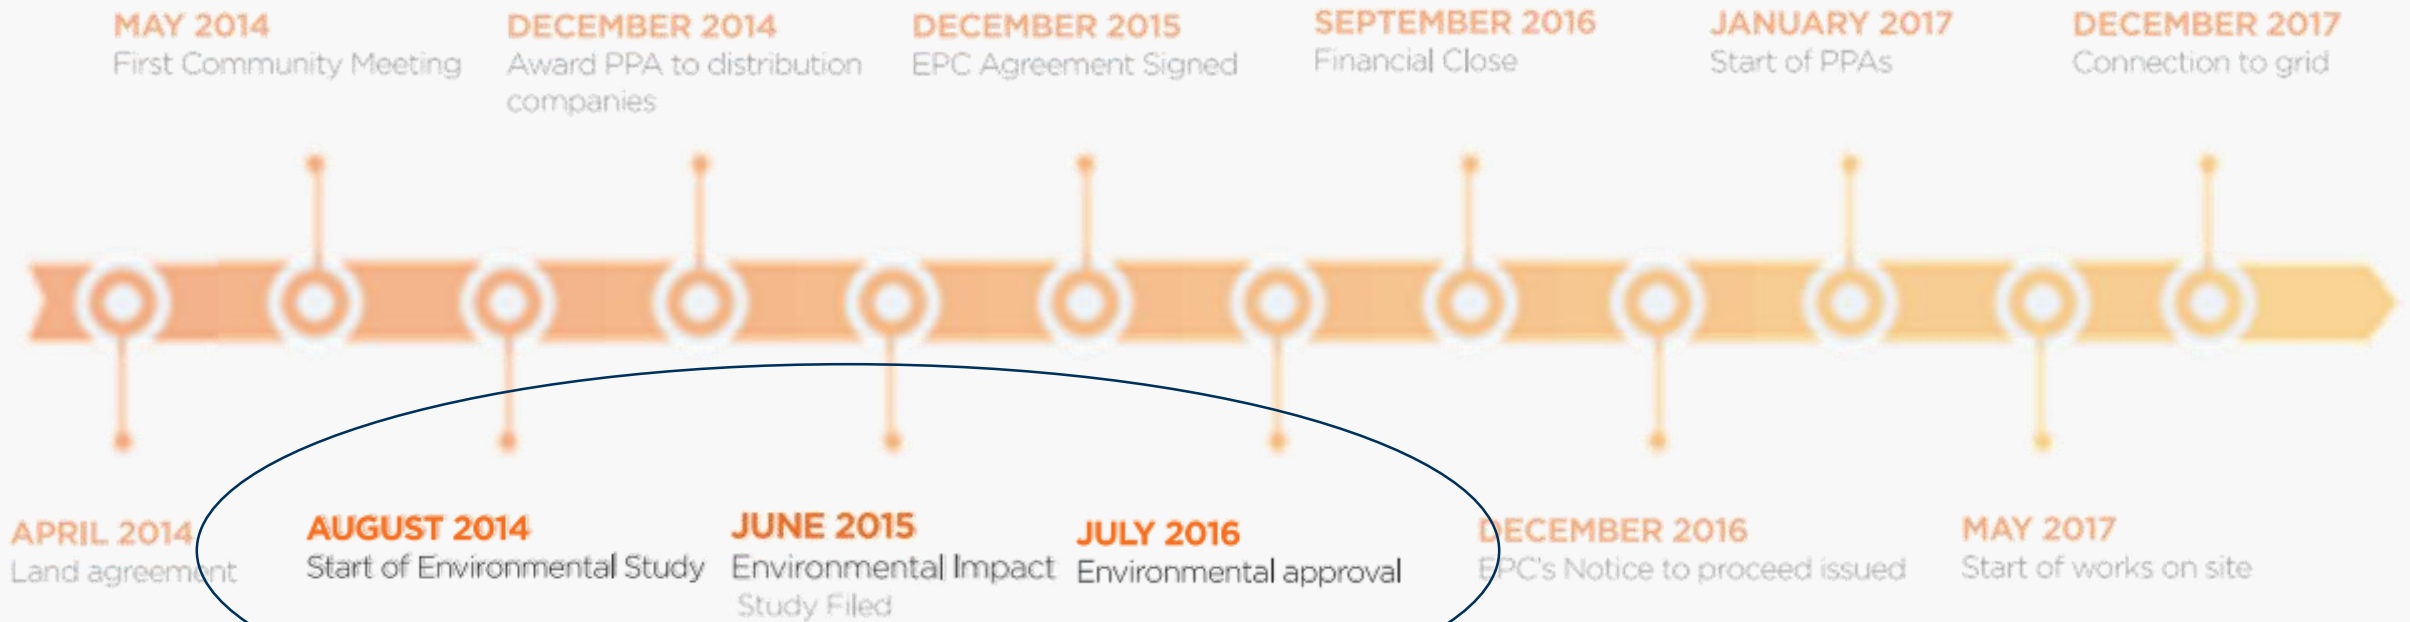 MAY 2014
First Community Meeting
DECEMBER 2014
Award PPA to distribution
companies
DECEMBER 2015
EPC Agreement Signed
SEPTEMBER 2016
Financial Close
JANUARY 2017
Start of PPAs
DECEMBER 2017
Connection to grid
APRIL 2014
Land agreement
AUGUST 2014
Start of Environmental Study
JUNE 2015
Environmental Impact
Study Filed
JULY 2016
Environmental approval
DECEMBER 2016
EPC's Notice to proceed issued
MAY 2017
Start of works on site